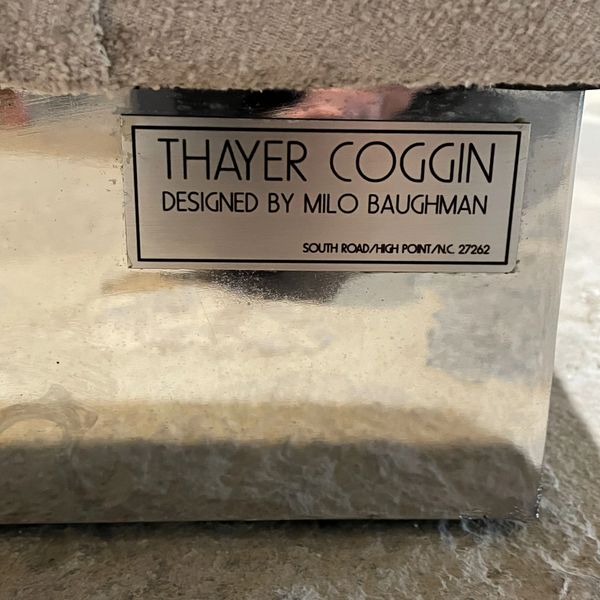 THAYER COGGIN
DESIGNED BY MILO BAUGHMAN
SOUTH ROAD/HIGH POINT/N.C. 27262